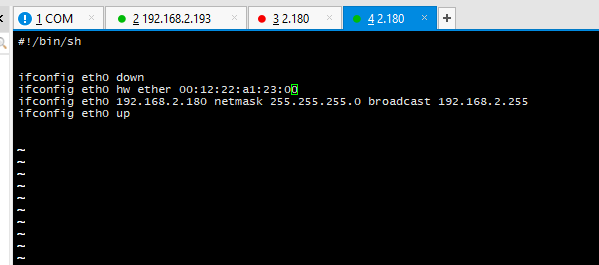 1 COM
2 192.168.2.193
3 2.180
4 2.180
#!/bin/sh
ifconfig eth0 down
ifconfig eth0 hw ether 00:12:22:a1:23:00
ifconfig eth0 192.168.2.180 netmask 255.255.255.0 broadcast 192.168.2.255
ifconfig eth0 up
~
~
~
~
~
~
~
~
~
~